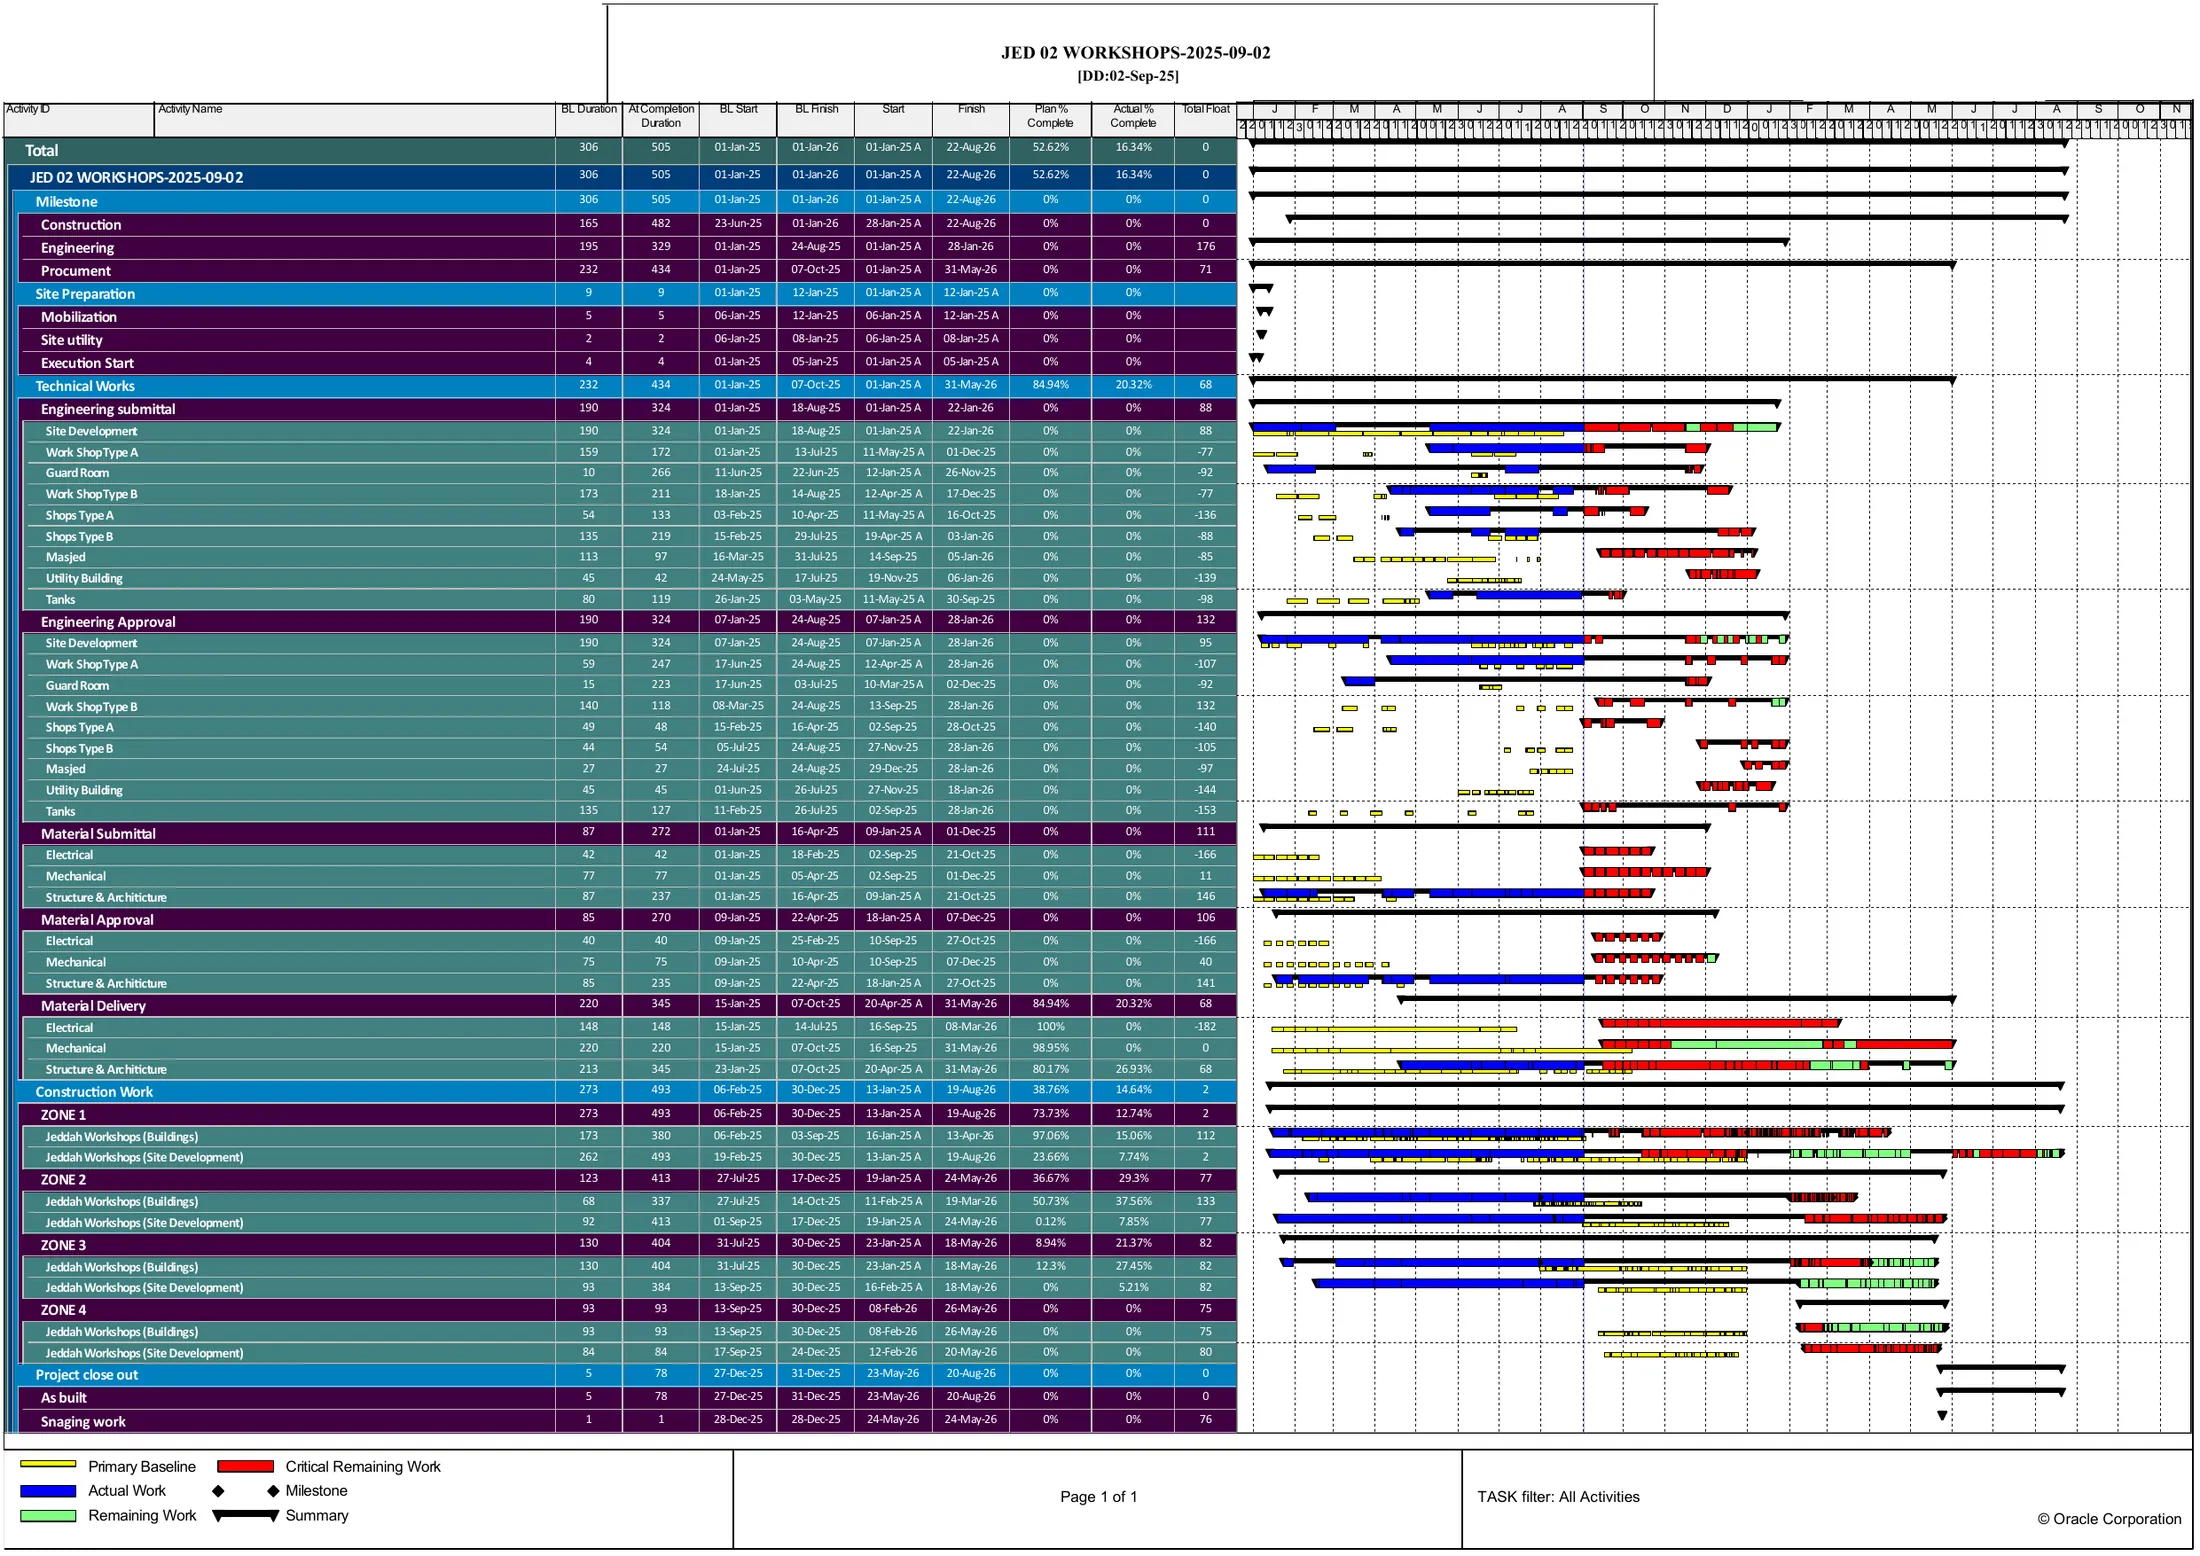 JED 02 WORKSHOPS-2025-09-02
[DD:02-Sep-25]
Activity ID Activity Name BL Duration At Completion Duration BL Start BL Finish Start Finish Plan % Complete Actual % Complete Total Float J F M A M J J A S O N D J F M A M J J A S O N
Total 306 505 01-Jan-25 01-Jan-26 01-Jan-25 A 22-Aug-26 52.62% 16.34% 0
JED 02 WORKSHOPS-2025-09-02 306 505 01-Jan-25 01-Jan-26 01-Jan-25 A 22-Aug-26 52.62% 16.34% 0
Milestone 306 505 01-Jan-25 01-Jan-26 01-Jan-25 A 22-Aug-26 0% 0% 0
Construction 165 482 23-Jun-25 01-Jan-26 28-Jan-25 A 22-Aug-26 0% 0% 0
Engineering 195 329 01-Jan-25 24-Aug-25 01-Jan-25 A 28-Jan-26 0% 0% 176
Procument 232 434 01-Jan-25 07-Oct-25 01-Jan-25 A 31-May-26 0% 0% 71
Site Preparation 9 9 01-Jan-25 12-Jan-25 01-Jan-25 A 12-Jan-25 A 0% 0%
Mobilization 5 5 06-Jan-25 12-Jan-25 06-Jan-25 A 12-Jan-25 A 0% 0%
Site utility 2 2 06-Jan-25 08-Jan-25 06-Jan-25 A 08-Jan-25 A 0% 0%
Execution Start 4 4 01-Jan-25 05-Jan-25 01-Jan-25 A 05-Jan-25 A 0% 0%
Technical Works 232 434 01-Jan-25 07-Oct-25 01-Jan-25 A 31-May-26 84.94% 20.32% 68
Engineering submittal 190 324 01-Jan-25 18-Aug-25 01-Jan-25 A 22-Jan-26 0% 0% 88
Site Development 190 324 01-Jan-25 18-Aug-25 01-Jan-25 A 22-Jan-26 0% 0% 88
Work Shop Type A 159 172 01-Jan-25 13-Jul-25 11-May-25 A 01-Dec-25 0% 0% -77
Guard Room 10 266 11-Jun-25 22-Jun-25 12-Jan-25 A 26-Nov-25 0% 0% -92
Work Shop Type B 173 211 18-Jan-25 14-Aug-25 12-Apr-25 A 17-Dec-25 0% 0% -77
Shops Type A 54 133 03-Feb-25 10-Apr-25 11-May-25 A 16-Oct-25 0% 0% -136
Shops Type B 135 219 15-Feb-25 29-Jul-25 19-Apr-25 A 03-Jan-26 0% 0% -88
Masjed 113 97 16-Mar-25 31-Jul-25 14-Sep-25 05-Jan-26 0% 0% -85
Utility Building 45 42 24-May-25 17-Jul-25 19-Nov-25 06-Jan-26 0% 0% -139
Tanks 80 119 26-Jan-25 03-May-25 11-May-25 A 30-Sep-25 0% 0% -98
Engineering Approval 190 324 07-Jan-25 24-Aug-25 07-Jan-25 A 28-Jan-26 0% 0% 132
Site Development 190 324 07-Jan-25 24-Aug-25 07-Jan-25 A 28-Jan-26 0% 0% 95
Work Shop Type A 59 247 17-Jun-25 24-Aug-25 12-Apr-25 A 28-Jan-26 0% 0% -107
Guard Room 15 223 17-Jun-25 03-Jul-25 10-Mar-25 A 02-Dec-25 0% 0% -92
Work Shop Type B 140 118 08-Mar-25 24-Aug-25 13-Sep-25 28-Jan-26 0% 0% 132
Shops Type A 49 48 15-Feb-25 16-Apr-25 02-Sep-25 28-Oct-25 0% 0% -140
Shops Type B 44 54 05-Jul-25 24-Aug-25 27-Nov-25 28-Jan-26 0% 0% -105
Masjed 27 27 24-Jul-25 24-Aug-25 29-Dec-25 28-Jan-26 0% 0% -97
Utility Building 45 45 01-Jun-25 26-Jul-25 27-Nov-25 18-Jan-26 0% 0% -144
Tanks 135 127 11-Feb-25 26-Jul-25 02-Sep-25 28-Jan-26 0% 0% -153
Material Submittal 87 272 01-Jan-25 16-Apr-25 09-Jan-25 A 01-Dec-25 0% 0% 111
Electrical 42 42 01-Jan-25 18-Feb-25 02-Sep-25 21-Oct-25 0% 0% -166
Mechanical 77 77 01-Jan-25 05-Apr-25 02-Sep-25 01-Dec-25 0% 0% 11
Structure & Architicture 87 237 01-Jan-25 16-Apr-25 09-Jan-25 A 21-Oct-25 0% 0% 146
Material Approval 85 270 09-Jan-25 22-Apr-25 18-Jan-25 A 07-Dec-25 0% 0% 106
Electrical 40 40 09-Jan-25 25-Feb-25 10-Sep-25 27-Oct-25 0% 0% -166
Mechanical 75 75 09-Jan-25 10-Apr-25 10-Sep-25 07-Dec-25 0% 0% 40
Structure & Architicture 85 235 09-Jan-25 22-Apr-25 18-Jan-25 A 27-Oct-25 0% 0% 141
Material Delivery 220 345 15-Jan-25 07-Oct-25 20-Apr-25 A 31-May-26 84.94% 20.32% 68
Electrical 148 148 15-Jan-25 14-Jul-25 16-Sep-25 08-Mar-26 100% 0% -182
Mechanical 220 220 15-Jan-25 07-Oct-25 16-Sep-25 31-May-26 98.95% 0% 0
Structure & Architicture 213 345 23-Jan-25 07-Oct-25 20-Apr-25 A 31-May-26 80.17% 26.93% 68
Construction Work 273 493 06-Feb-25 30-Dec-25 13-Jan-25 A 19-Aug-26 38.76% 14.64% 2
ZONE 1 273 493 06-Feb-25 30-Dec-25 13-Jan-25 A 19-Aug-26 73.73% 12.74% 2
Jeddah Workshops (Buildings) 173 380 06-Feb-25 03-Sep-25 16-Jan-25 A 13-Apr-26 97.06% 15.06% 112
Jeddah Workshops (Site Development) 262 493 19-Feb-25 30-Dec-25 13-Jan-25 A 19-Aug-26 23.66% 7.74% 2
ZONE 2 123 413 27-Jul-25 17-Dec-25 19-Jan-25 A 24-May-26 36.67% 29.3% 77
Jeddah Workshops (Buildings) 68 337 27-Jul-25 14-Oct-25 11-Feb-25 A 19-Mar-26 50.73% 37.56% 133
Jeddah Workshops (Site Development) 92 413 01-Sep-25 17-Dec-25 19-Jan-25 A 24-May-26 0.12% 7.85% 77
ZONE 3 130 404 31-Jul-25 30-Dec-25 23-Jan-25 A 18-May-26 8.94% 21.37% 82
Jeddah Workshops (Buildings) 130 404 31-Jul-25 30-Dec-25 23-Jan-25 A 18-May-26 12.3% 27.45% 82
Jeddah Workshops (Site Development) 93 384 13-Sep-25 30-Dec-25 16-Feb-25 A 18-May-26 0% 5.21% 82
ZONE 4 93 93 13-Sep-25 30-Dec-25 08-Feb-26 26-May-26 0% 0% 75
Jeddah Workshops (Buildings) 93 93 13-Sep-25 30-Dec-25 08-Feb-26 26-May-26 0% 0% 75
Jeddah Workshops (Site Development) 84 84 17-Sep-25 24-Dec-25 12-Feb-26 20-May-26 0% 0% 80
Project close out 5 78 27-Dec-25 31-Dec-25 23-May-26 20-Aug-26 0% 0% 0
As built 5 78 27-Dec-25 31-Dec-25 23-May-26 20-Aug-26 0% 0% 0
Snaging work 1 1 28-Dec-25 28-Dec-25 24-May-26 24-May-26 0% 0% 76
Primary Baseline Critical Remaining Work
Actual Work Milestone
Remaining Work Summary
Page 1 of 1
TASK filter: All Activities
© Oracle Corporation